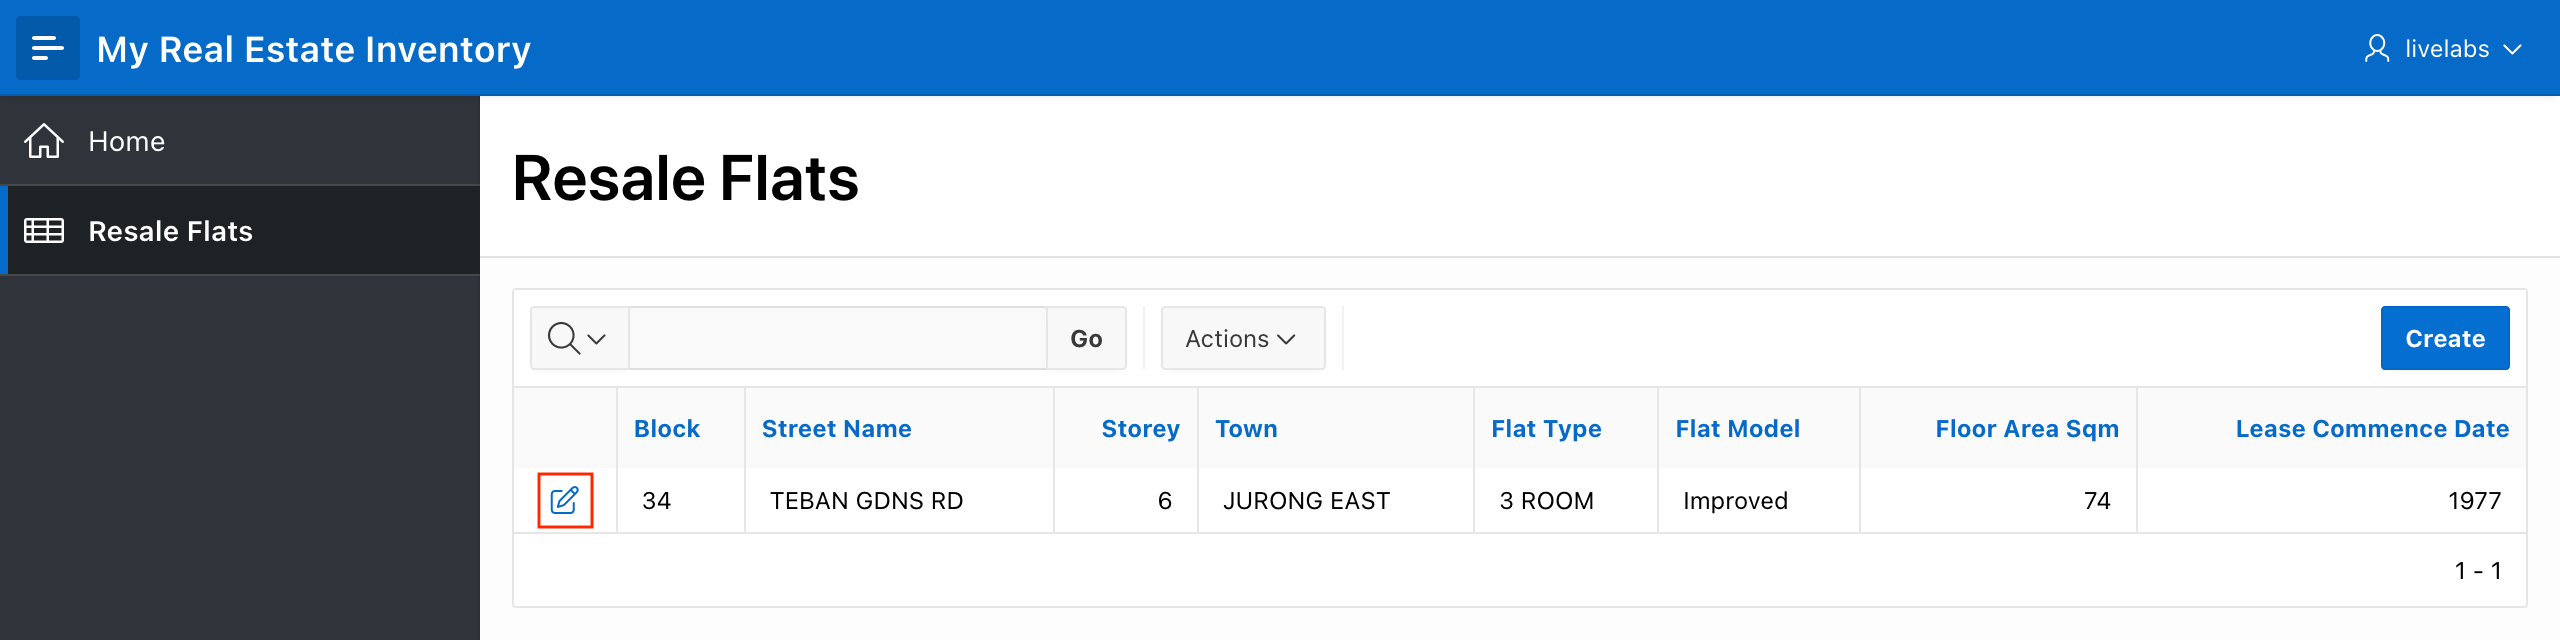 My Real Estate Inventory
livelabs
Home
Resale Flats
Resale Flats
Go
Actions
Create
Block Street Name Storey Town Flat Type Flat Model Floor Area Sqm Lease Commence Date
34 TEBAN GDNS RD 6 JURONG EAST 3 ROOM Improved 74 1977
1 - 1